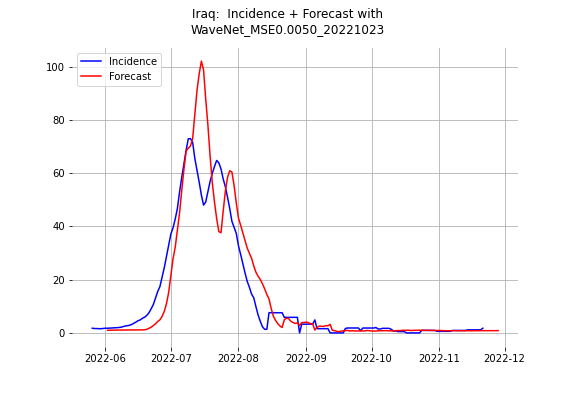 Iraq:  Incidence + Forecast with
WaveNet_MSE0.0050_20221023
Incidence
Forecast
100
80
60
40
20
0
2022-06 2022-07 2022-08 2022-09 2022-10 2022-11 2022-12